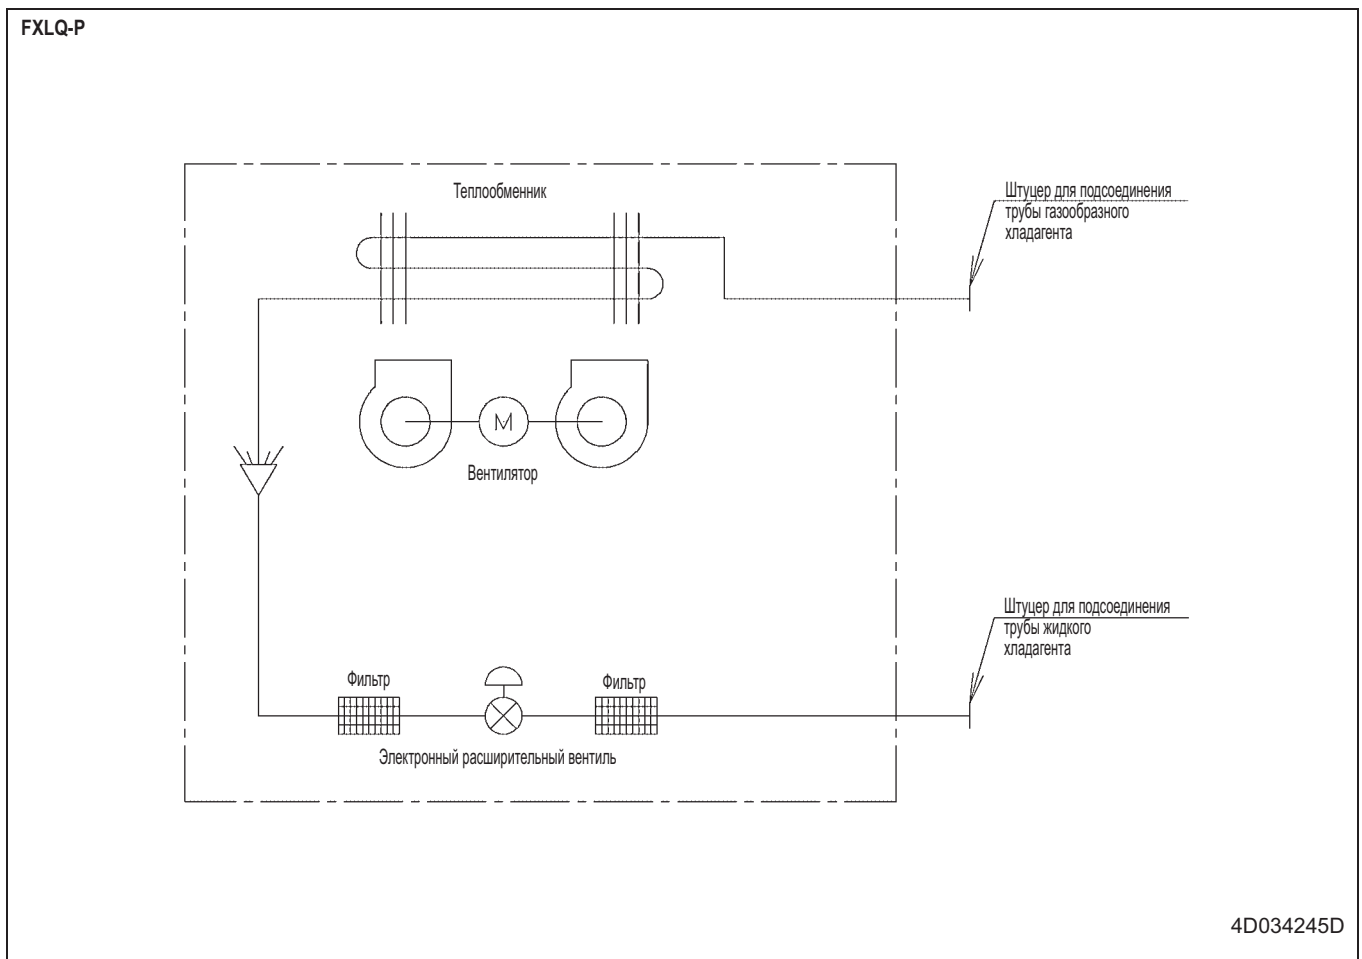 FXLQ-P
Теплообменник
Штуцер для подсоединения
трубы газообразного
хладагента
M
Вентилятор
Штуцер для подсоединения
трубы жидкого
хладагента
Фильтр
Фильтр
Электронный расширительный вентиль
4D034245D